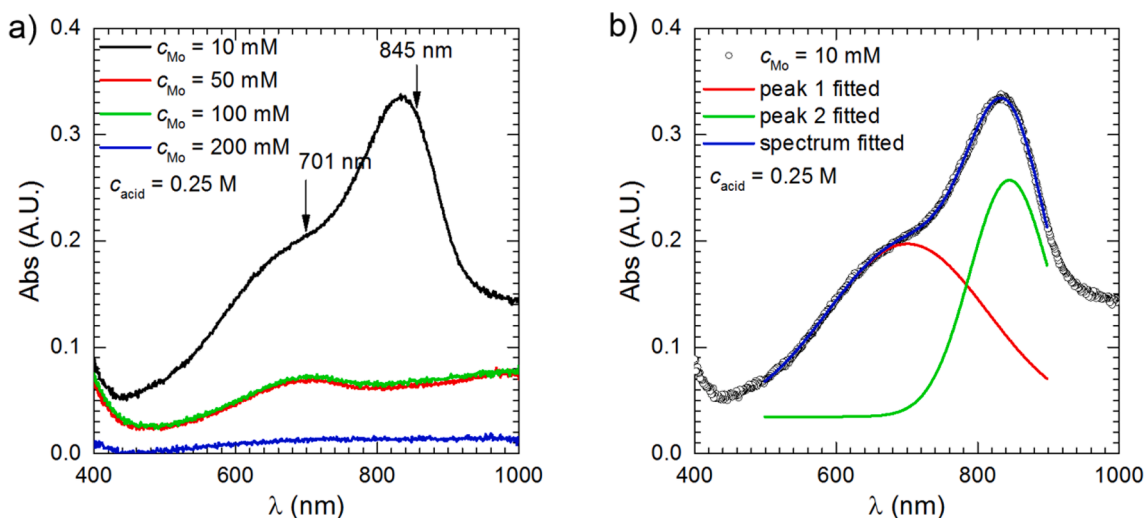 a)
0.4
0.3
0.2
0.1
0.0
Abs (A.U.)
c_Mo = 10 mM
c_Mo = 50 mM
c_Mo = 100 mM
c_Mo = 200 mM
c_acid = 0.25 M
845 nm
701 nm
400 600 800 1000
λ (nm)
b)
0.4
0.3
0.2
0.1
0.0
Abs (A.U.)
c_Mo = 10 mM
peak 1 fitted
peak 2 fitted
spectrum fitted
c_acid = 0.25 M
400 600 800 1000
λ (nm)